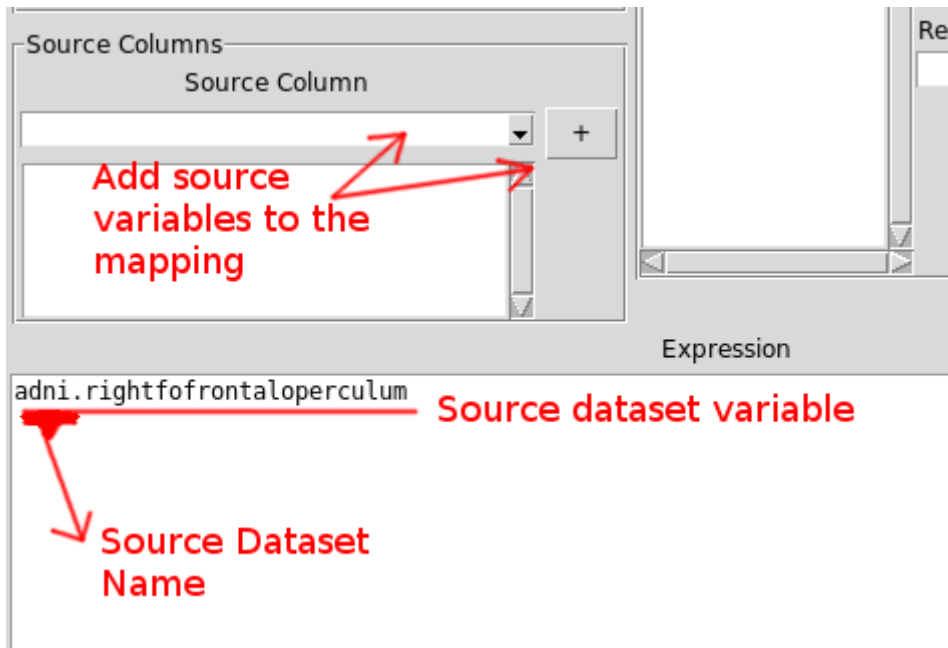 Re
Source Columns
Source Column
+
Add source
variables to the
mapping
Expression
adni.rightfofrontaloperculum
Source dataset variable
Source Dataset
Name